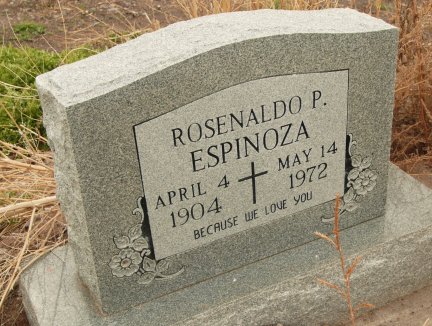 ROSENALDO P.
ESPINOZA
APRIL 4 MAY 14
1904 1972
BECAUSE WE LOVE YOU